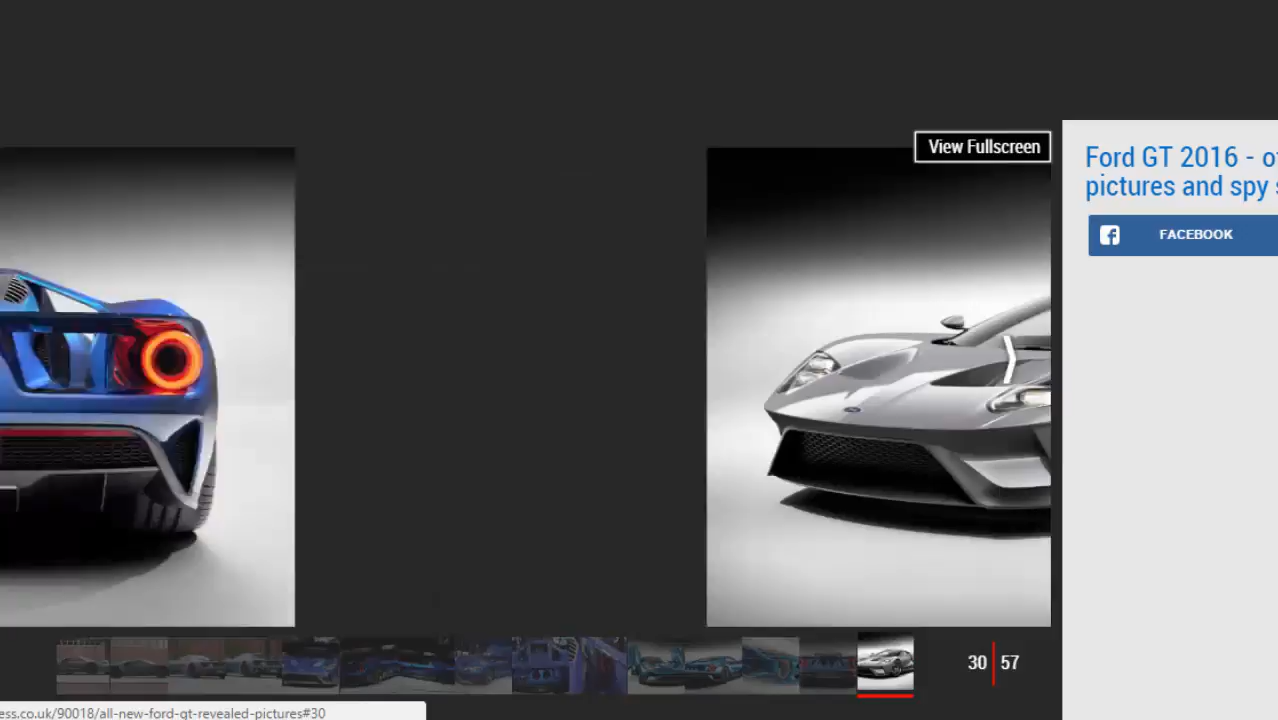 View Fullscreen
Ford GT 2016 - o
pictures and spy
FACEBOOK
30 57
ess.co.uk/90018/all-new-ford-gt-revealed-pictures#30